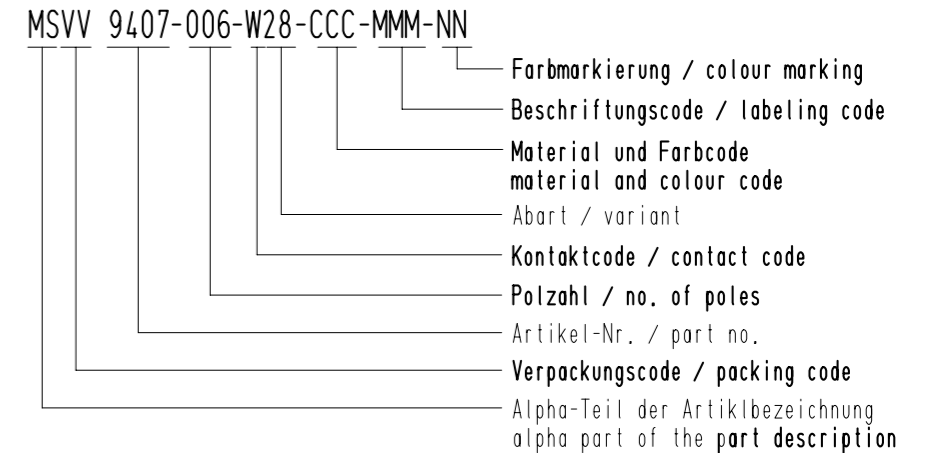 MSVV 9407-006-W28-CCC-MMM-NN
Farbmarkierung / colour marking
Beschriftungscode / labeling code
Material und Farbcode
material and colour code
Abart / variant
Kontaktcode / contact code
Polzahl / no. of poles
Artikel-Nr. / part no.
Verpackungscode / packing code
Alpha-Teil der Artiklbezeichnung
alpha part of the part description